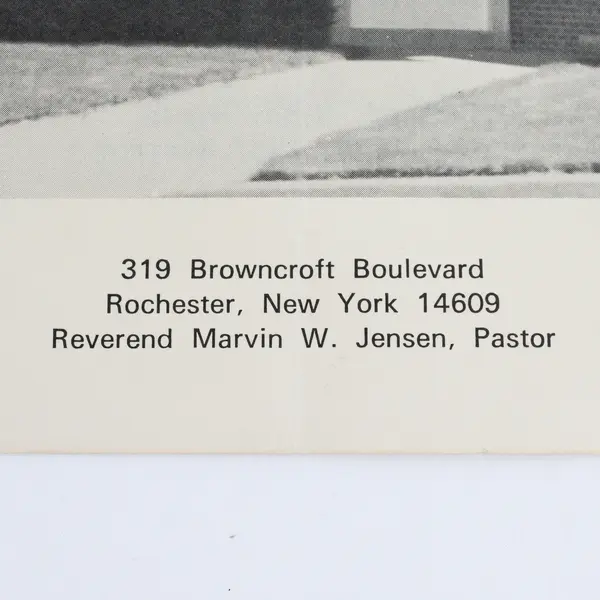 319 Browncroft Boulevard
Rochester, New York 14609
Reverend Marvin W. Jensen, Pastor